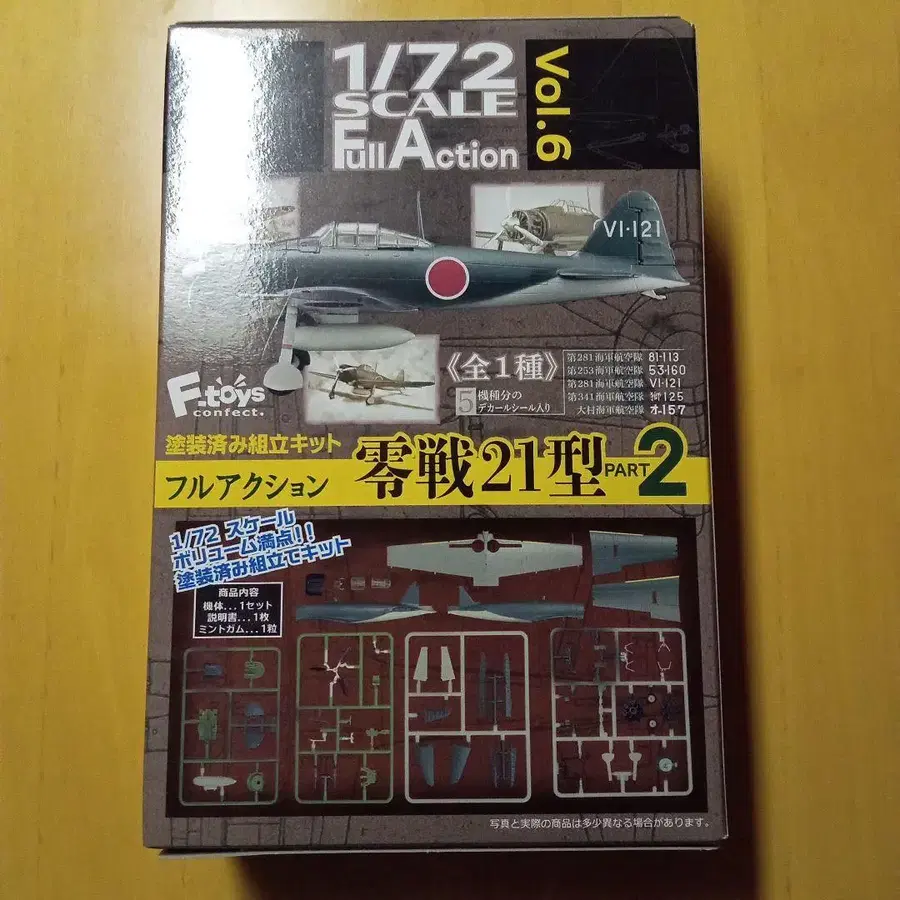 1/72
SCALE
Full Action
Vol.6
VI-121
F-toys
confect.
《全1種》
5機種分の
デカールシール入り
第281海軍航空隊 81-113
第253海軍航空隊 53-160
第281海軍航空隊 VI-121
第341海軍航空隊 獅125
大村海軍航空隊 オ-157
塗装済み組立キット
フルアクション 零戦21型 PART2
1/72 スケール
ボリューム満点!!
塗装済み組立てキット
商品内容
機体...1セット
説明書...1枚
ミントガム...1粒
写真と実際の商品は多少異なる場合があります。